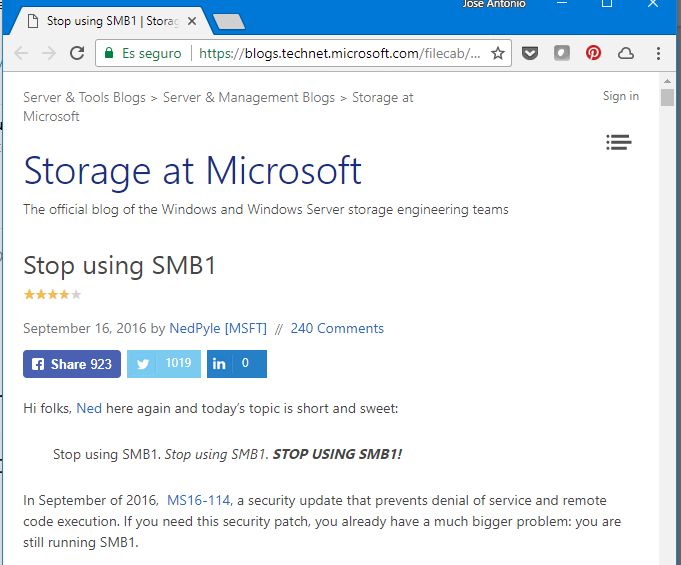 Jose Antonio
Stop using SMB1 | Storag
Es seguro
https://blogs.technet.microsoft.com/filecab/...
Server & Tools Blogs > Server & Management Blogs > Storage at
Microsoft
Sign in
Storage at Microsoft
The official blog of the Windows and Windows Server storage engineering teams
Stop using SMB1
September 16, 2016 by NedPyle [MSFT] // 240 Comments
Share 923
1019
in 0
Hi folks, Ned here again and today’s topic is short and sweet:
Stop using SMB1. Stop using SMB1. STOP USING SMB1!
In September of 2016,  MS16-114, a security update that prevents denial of service and remote
code execution. If you need this security patch, you already have a much bigger problem: you are
still running SMB1.